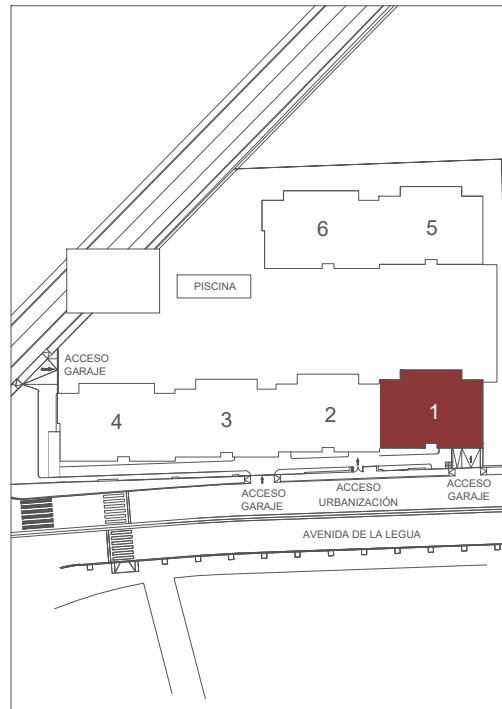 6
5
PISCINA
ACCESO
GARAJE
4
3
2
1
ACCESO
GARAJE
ACCESO
URBANIZACIÓN
ACCESO
GARAJE
AVENIDA DE LA LEGUA